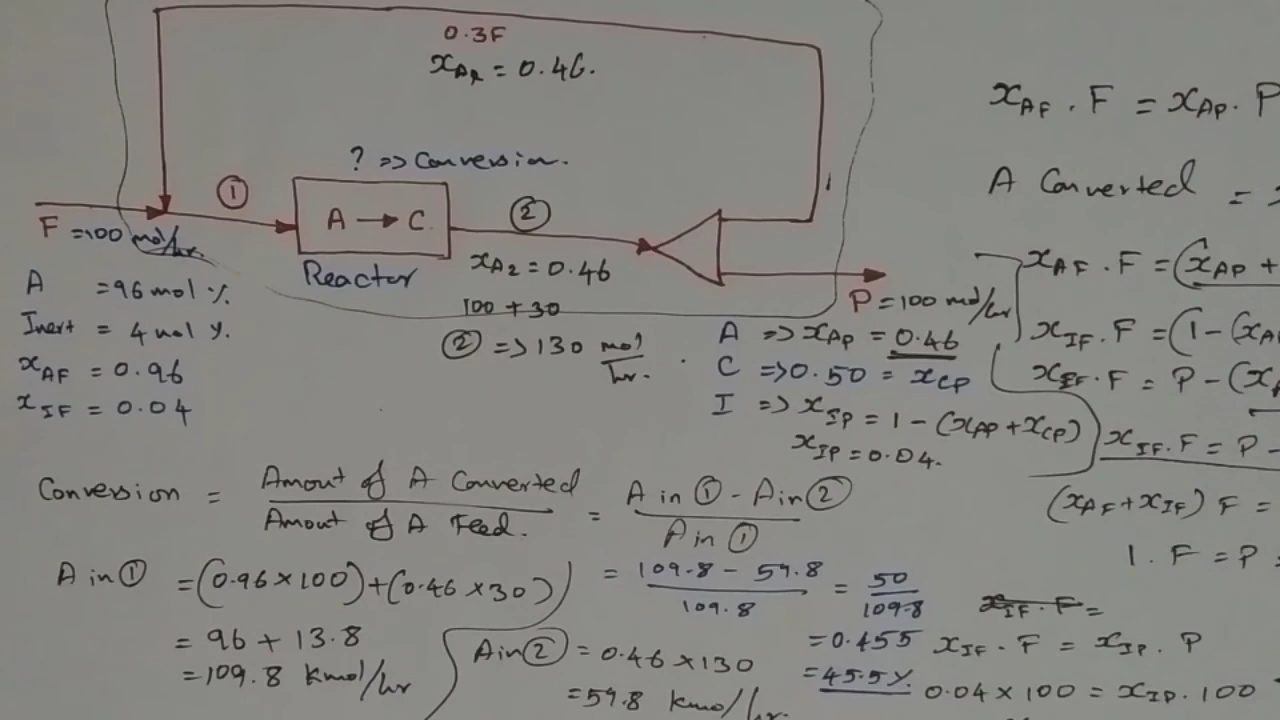 0.3F
x_AR = 0.46.
? => Conversion.
①
A → C.
Reactor
②
F = 100 mol/hr.
x_A2 = 0.46
100 + 30
② => 130 mol/hr.
P = 100 mol/hr
A = 96 mol %
Inert = 4 mol %.
x_AF = 0.96
x_IF = 0.04
A => x_AP = 0.46
C => 0.50 = x_CP
I => x_IP = 1 - (x_AP + x_CP)
x_IP = 0.04.
Conversion = Amout of A Converted / Amout of A Feed. = A in ① - A in ② / A in ①
A in ① = (0.96 × 100) + (0.46 × 30)
= 96 + 13.8
= 109.8 kmol/hr
A in ② = 0.46 × 130
= 59.8 kmol/hr.
= 109.8 - 59.8 / 109.8 = 50 / 109.8
= 0.455
= 45.5 %.
x_AF . F = x_AP . P
A Converted =
x_AF . F = (x_AP +
x_IF . F = (1 - (x_A
x_IF . F = P - (x_A
x_IF . F = P -
(x_AF + x_IF) F =
1 . F = P =
x_IF . F =
x_IF . F = x_IP . P
0.04 × 100 = x_IP . 100